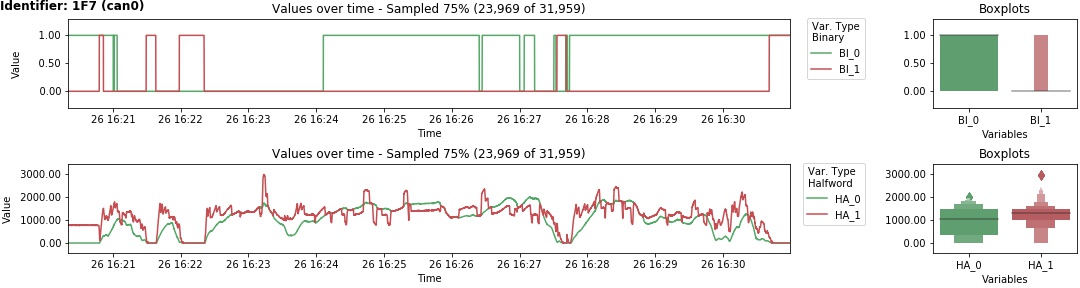 Identifier: 1F7 (can0)
Values over time - Sampled 75% (23,969 of 31,959)
Boxplots
Value
1.00
0.50
0.00
26 16:21 26 16:22 26 16:23 26 16:24 26 16:25 26 16:26 26 16:27 26 16:28 26 16:29 26 16:30
Time
Var. Type
Binary
BI_0
BI_1
1.00
0.50
0.00
BI_0 BI_1
Variables
Values over time - Sampled 75% (23,969 of 31,959)
Boxplots
Value
3000.00
2000.00
1000.00
0.00
26 16:21 26 16:22 26 16:23 26 16:24 26 16:25 26 16:26 26 16:27 26 16:28 26 16:29 26 16:30
Time
Var. Type
Halfword
HA_0
HA_1
3000.00
2000.00
1000.00
0.00
HA_0 HA_1
Variables